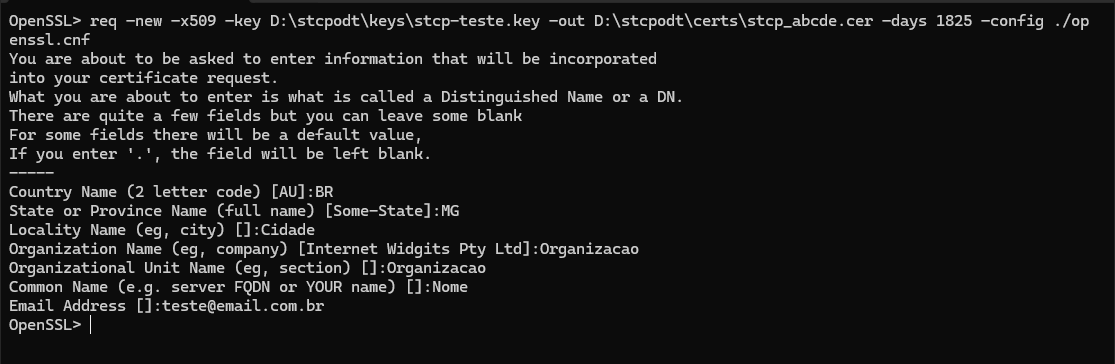 OpenSSL> req -new -x509 -key D:\stcpodt\keys\stcp-teste.key -out D:\stcpodt\certs\stcp_abcde.cer -days 1825 -config ./op
enssl.cnf
You are about to be asked to enter information that will be incorporated
into your certificate request.
What you are about to enter is what is called a Distinguished Name or a DN.
There are quite a few fields but you can leave some blank
For some fields there will be a default value,
If you enter '.', the field will be left blank.
-----
Country Name (2 letter code) [AU]:BR
State or Province Name (full name) [Some-State]:MG
Locality Name (eg, city) []:Cidade
Organization Name (eg, company) [Internet Widgits Pty Ltd]:Organizacao
Organizational Unit Name (eg, section) []:Organizacao
Common Name (e.g. server FQDN or YOUR name) []:Nome
Email Address []:teste@email.com.br
OpenSSL>